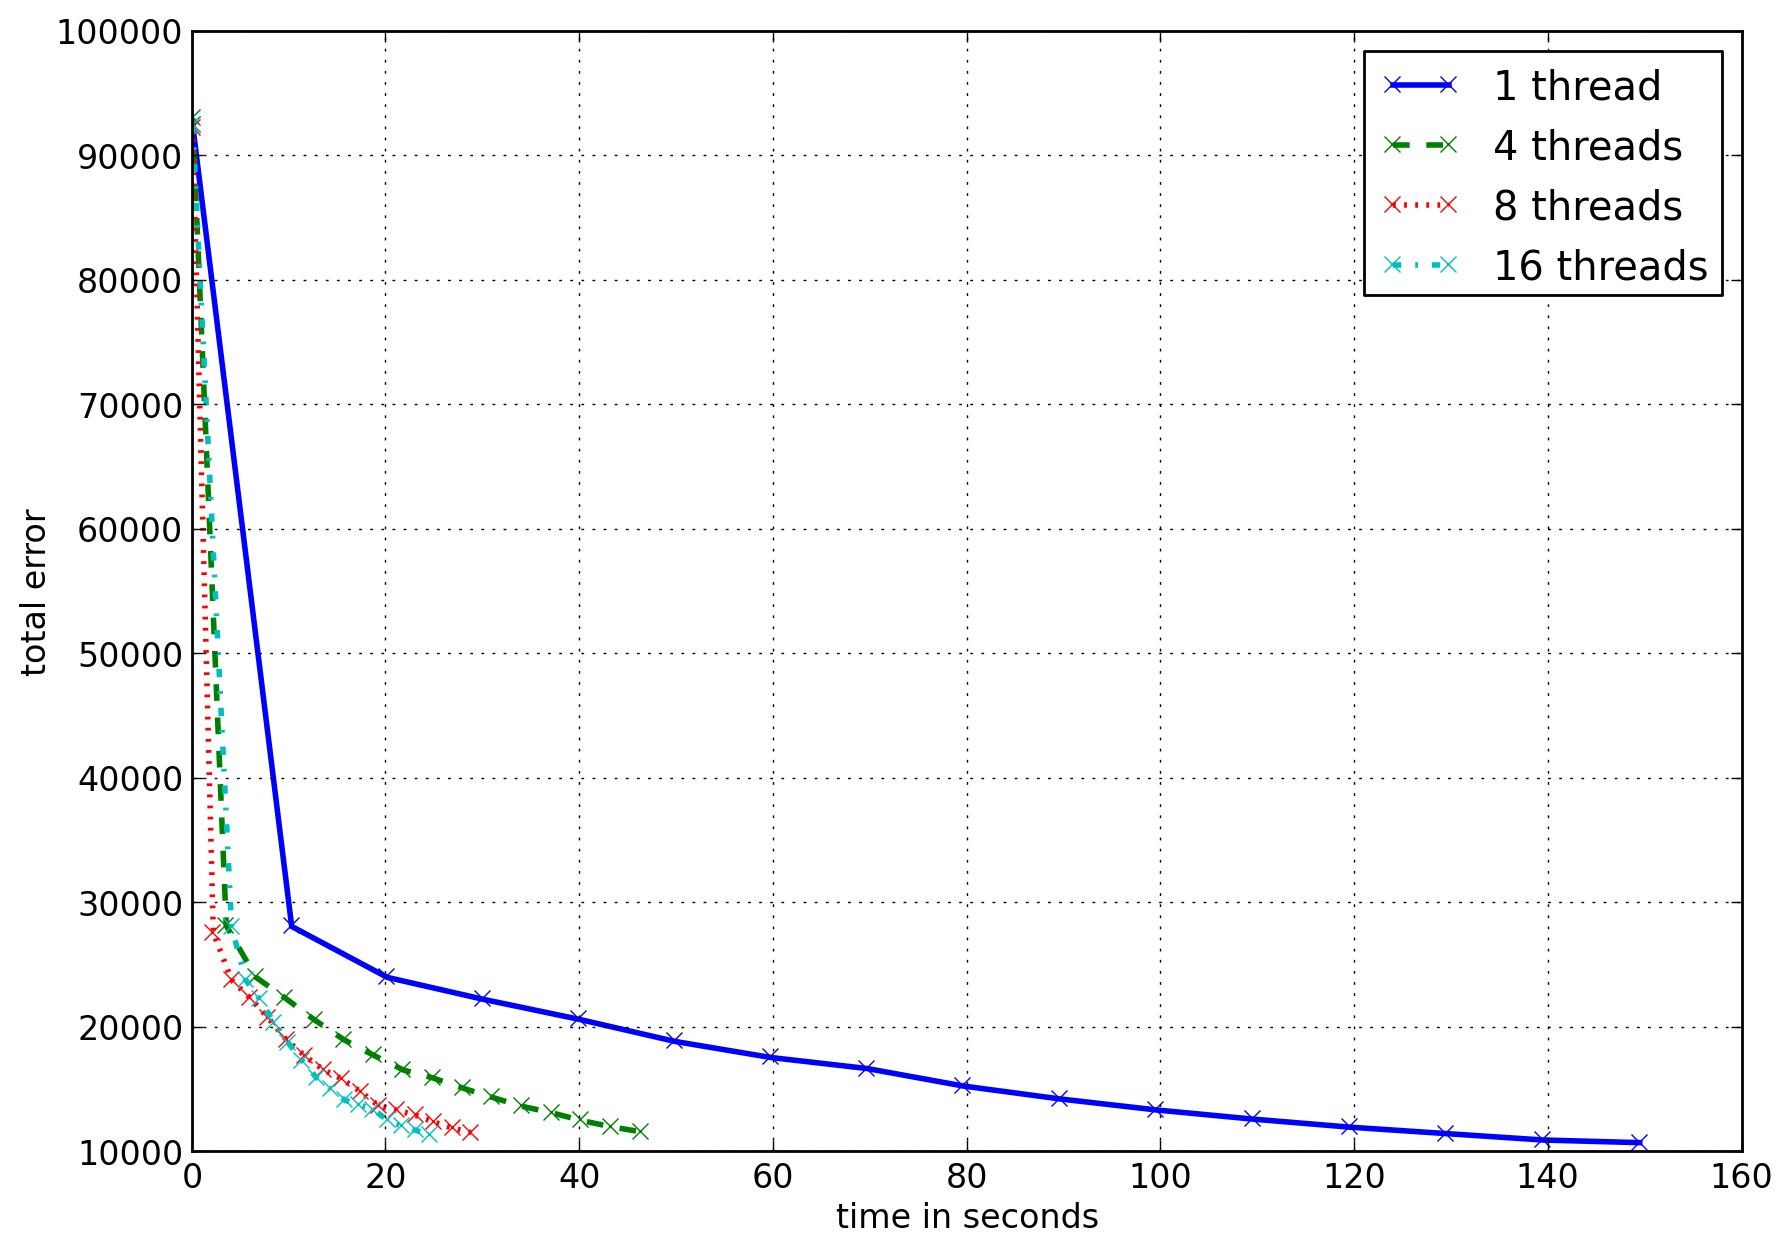 100000
90000
80000
70000
60000
50000
40000
30000
20000
10000
total error
0 20 40 60 80 100 120 140 160
time in seconds
1 thread
4 threads
8 threads
16 threads